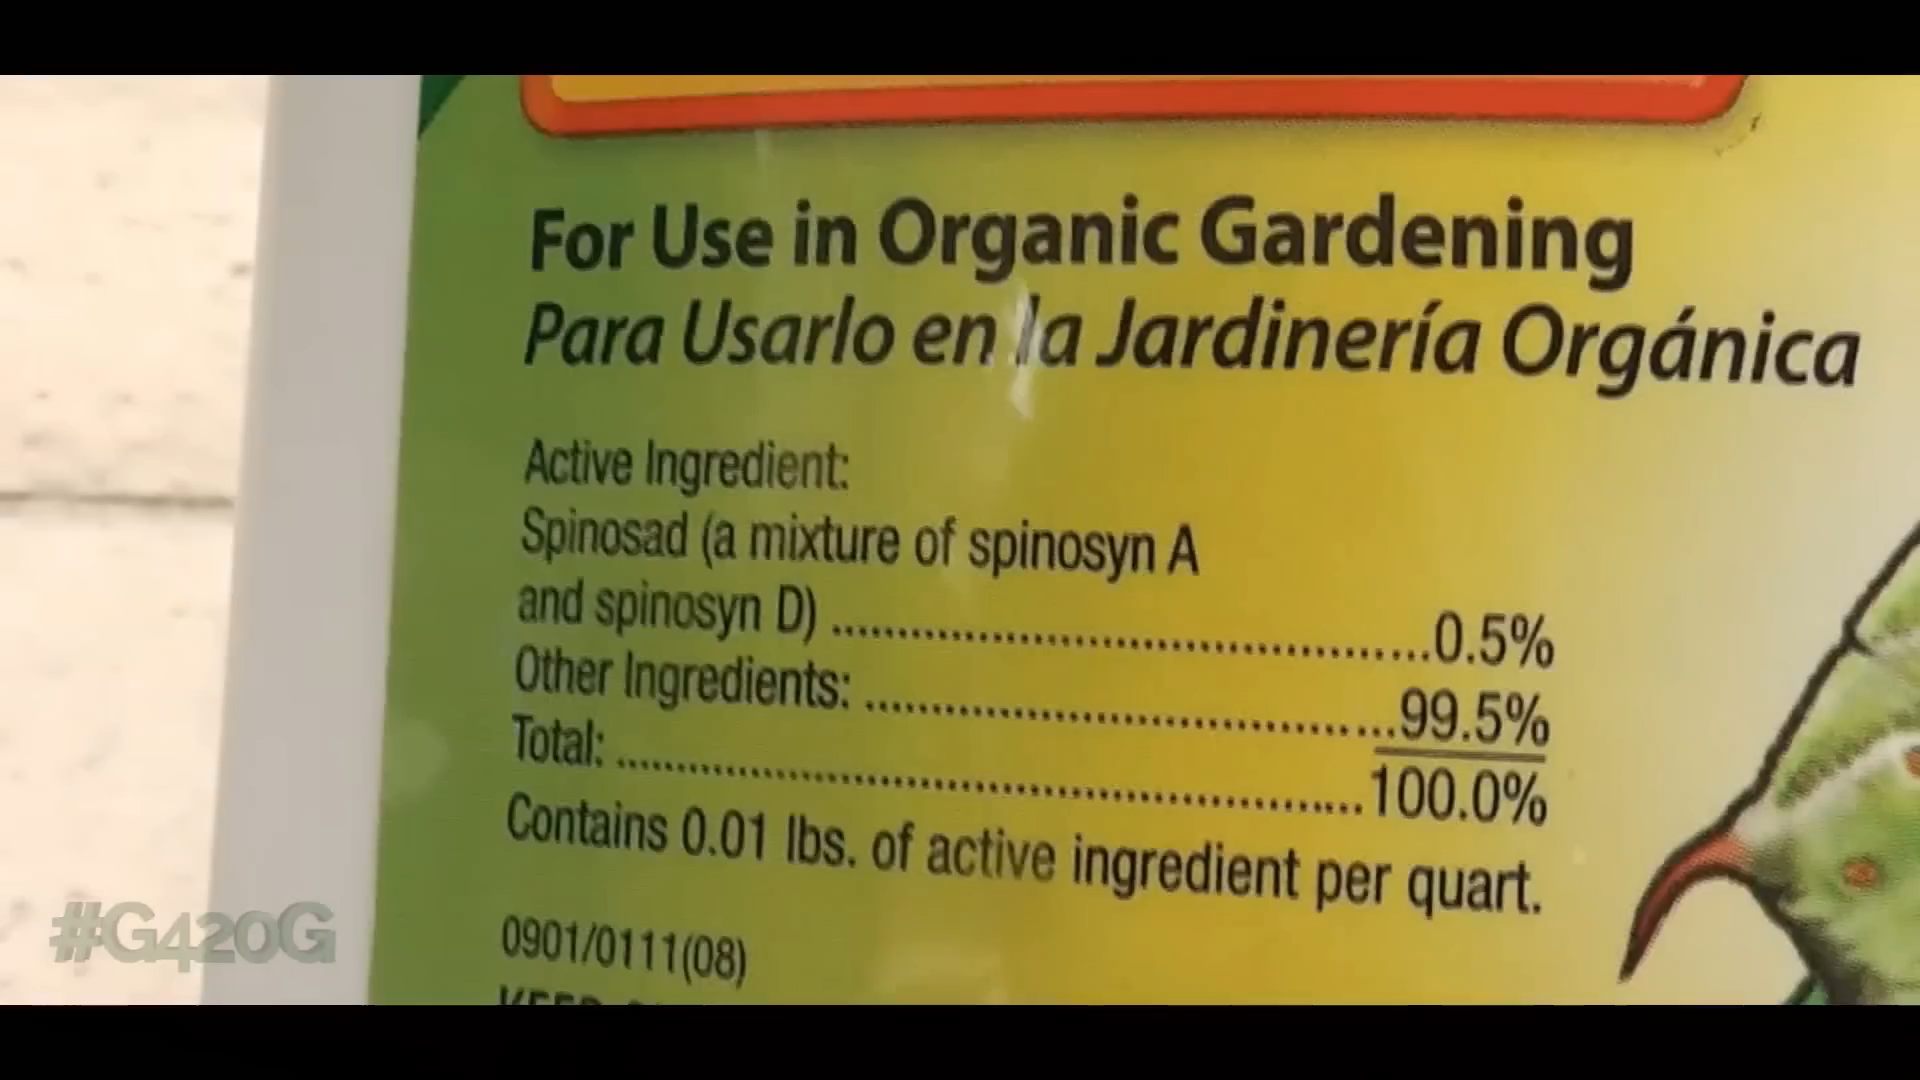 For Use in Organic Gardening
Para Usarlo en la Jardinería Orgánica
Active Ingredient:
Spinosad (a mixture of spinosyn A
and spinosyn D) ........................................0.5%
Other Ingredients: ........................................99.5%
Total: ........................................100.0%
Contains 0.01 lbs. of active ingredient per quart.
0901/0111(08)
#G420G